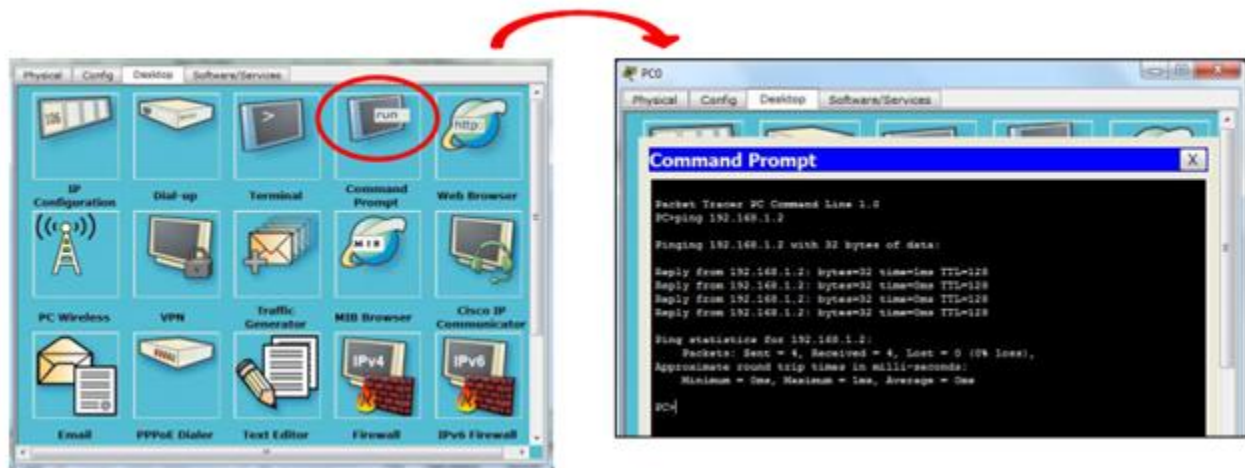 Physical Config Desktop Software/Services
106
>
run
http:
IP Configuration
Dial-up
Terminal
Command Prompt
Web Browser
MIB
PC Wireless
VPN
Traffic Generator
MIB Browser
Cisco IP Communicator
IPv4
IPv6
Email
PPPoE Dialer
Text Editor
Firewall
IPv6 Firewall
PC0
Physical Config Desktop Software/Services
Command Prompt
X
Packet Tracer PC Command Line 1.0
PC>ping 192.168.1.2
Pinging 192.168.1.2 with 32 bytes of data:
Reply from 192.168.1.2: bytes=32 time=1ms TTL=128
Reply from 192.168.1.2: bytes=32 time=0ms TTL=128
Reply from 192.168.1.2: bytes=32 time=0ms TTL=128
Reply from 192.168.1.2: bytes=32 time=0ms TTL=128
Ping statistics for 192.168.1.2:
Packets: Sent = 4, Received = 4, Lost = 0 (0% loss),
Approximate round trip times in milli-seconds:
Minimum = 0ms, Maximum = 1ms, Average = 0ms
PC>